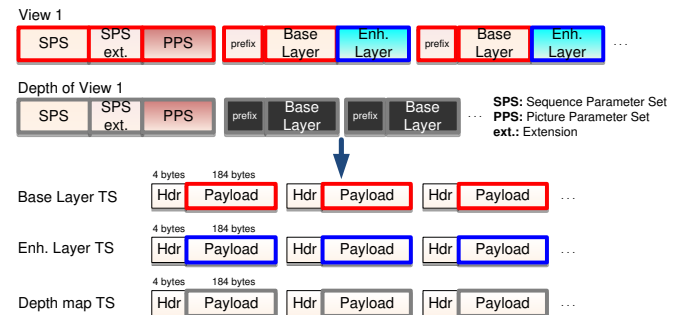 View 1
SPS SPS ext. PPS prefix Base Layer Enh. Layer prefix Base Layer Enh. Layer ...
Depth of View 1
SPS SPS ext. PPS prefix Base Layer prefix Base Layer ...
SPS: Sequence Parameter Set
PPS: Picture Parameter Set
ext.: Extension
4 bytes 184 bytes
Base Layer TS Hdr Payload Hdr Payload Hdr Payload ...
4 bytes 184 bytes
Enh. Layer TS Hdr Payload Hdr Payload Hdr Payload ...
4 bytes 184 bytes
Depth map TS Hdr Payload Hdr Payload Hdr Payload ...